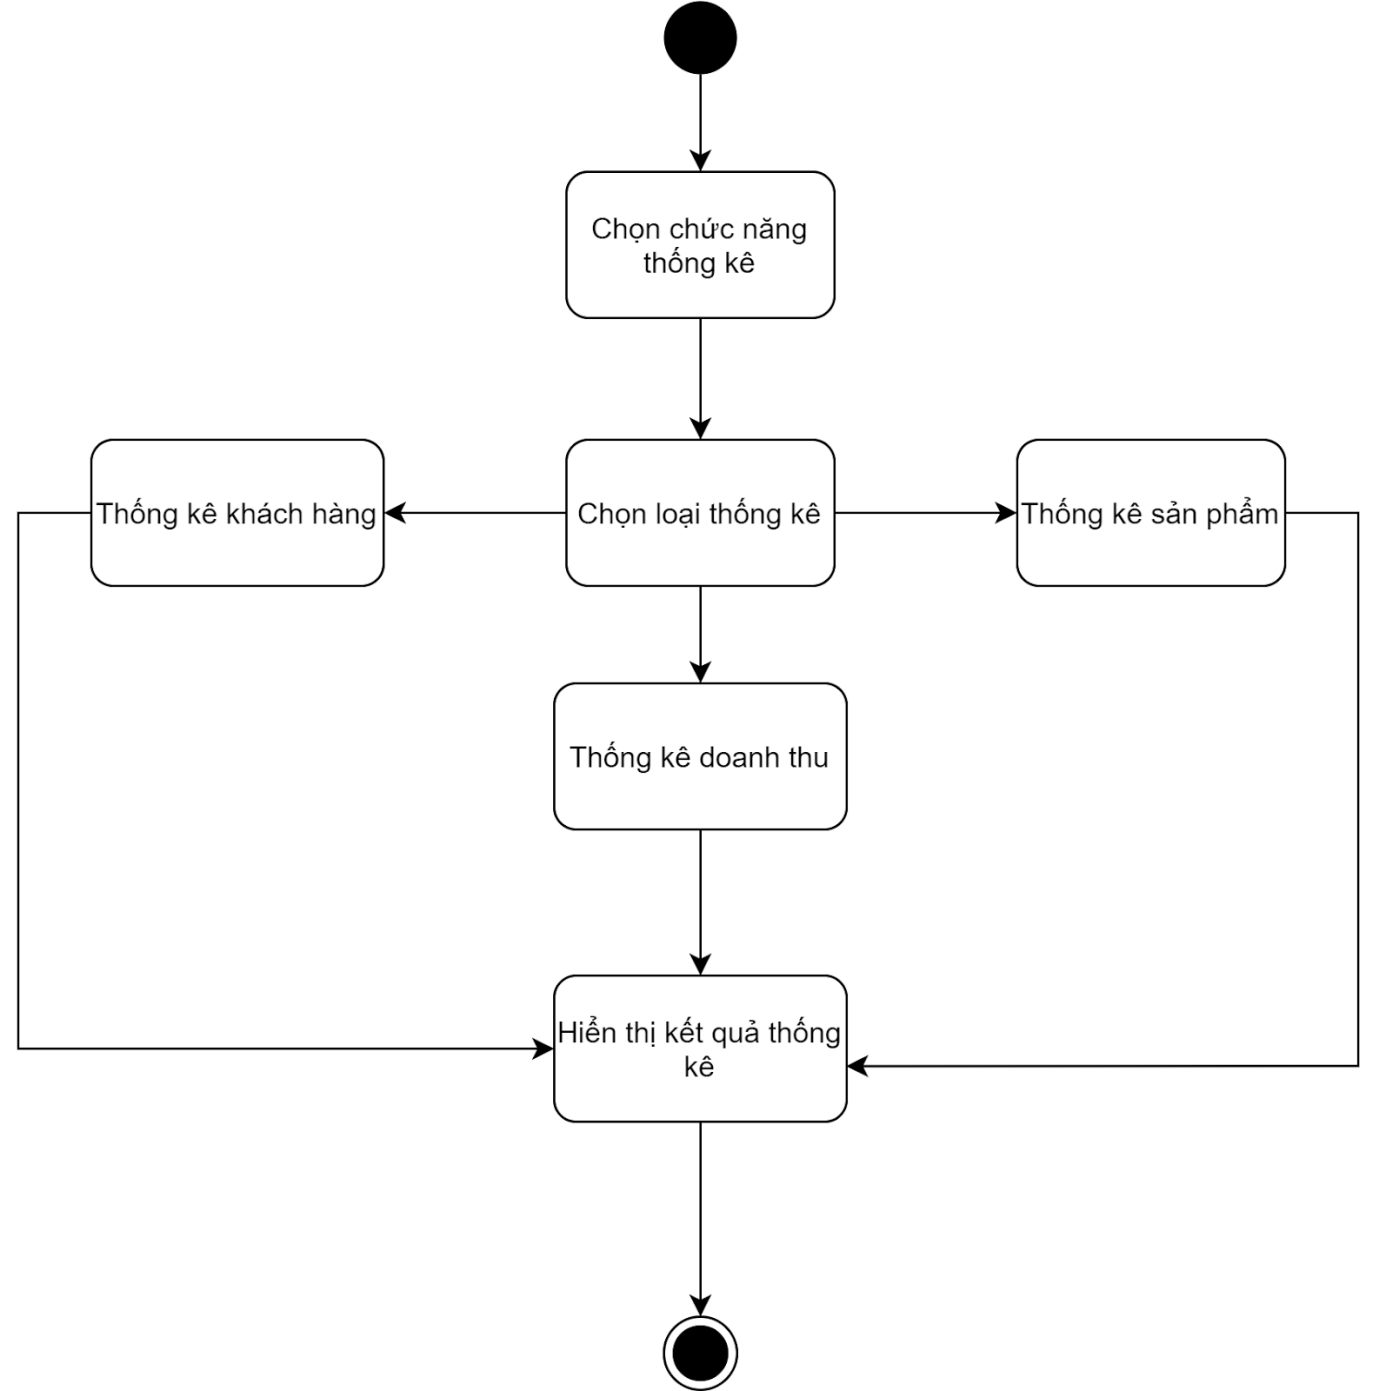 Chọn chức năng
thống kê
Thống kê khách hàng
Chọn loại thống kê
Thống kê sản phẩm
Thống kê doanh thu
Hiển thị kết quả thống
kê